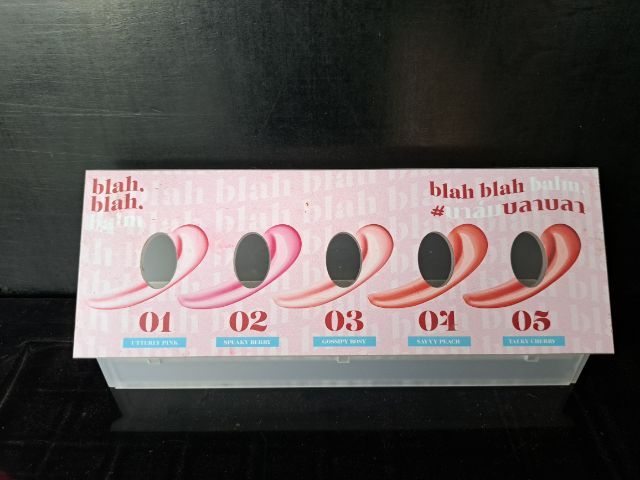 blah.
blah.
balm
blah blah balm.
#บาล์มบลาบลา
01
02
03
04
05
UTTERLY PINK
SPEAKY BERRY
GOSSIPY ROSY
SAVVY PEACH
TALKY CHERRY